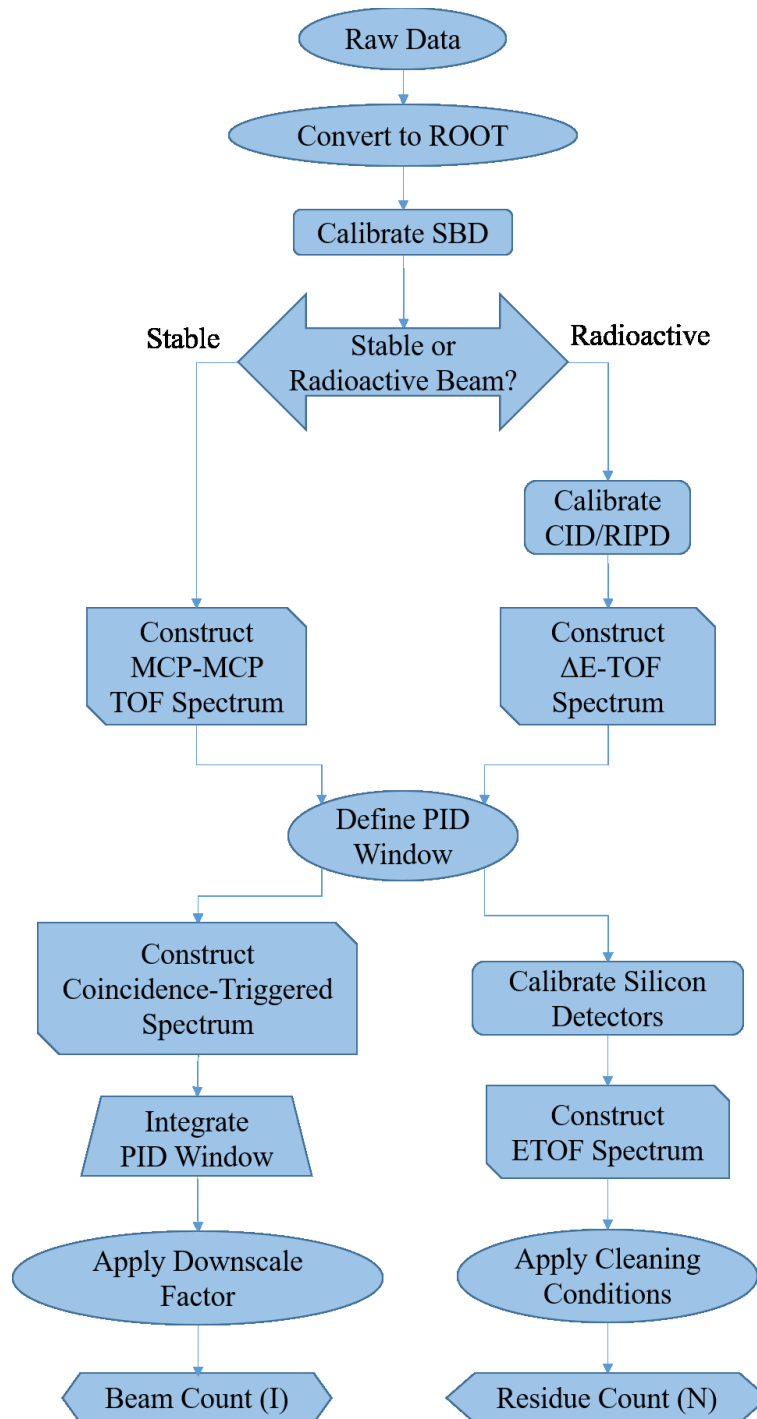 Raw Data
Convert to ROOT
Calibrate SBD
Stable
Radioactive
Stable or
Radioactive Beam?
Calibrate
CID/RIPD
Construct
MCP-MCP
TOF Spectrum
Construct
ΔE-TOF
Spectrum
Define PID
Window
Construct
Coincidence-Triggered
Spectrum
Calibrate Silicon
Detectors
Integrate
PID Window
Construct
ETOF Spectrum
Apply Downscale
Factor
Apply Cleaning
Conditions
Beam Count (I)
Residue Count (N)